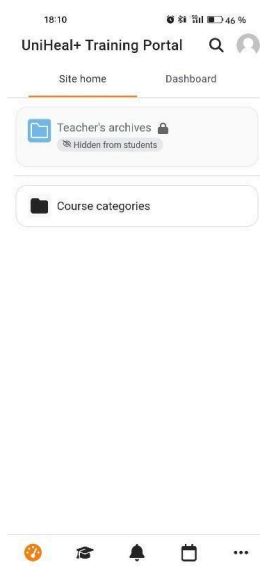 18:10
46 %
UniHeal+ Training Portal
Site home
Dashboard
Teacher's archives
Hidden from students
Course categories